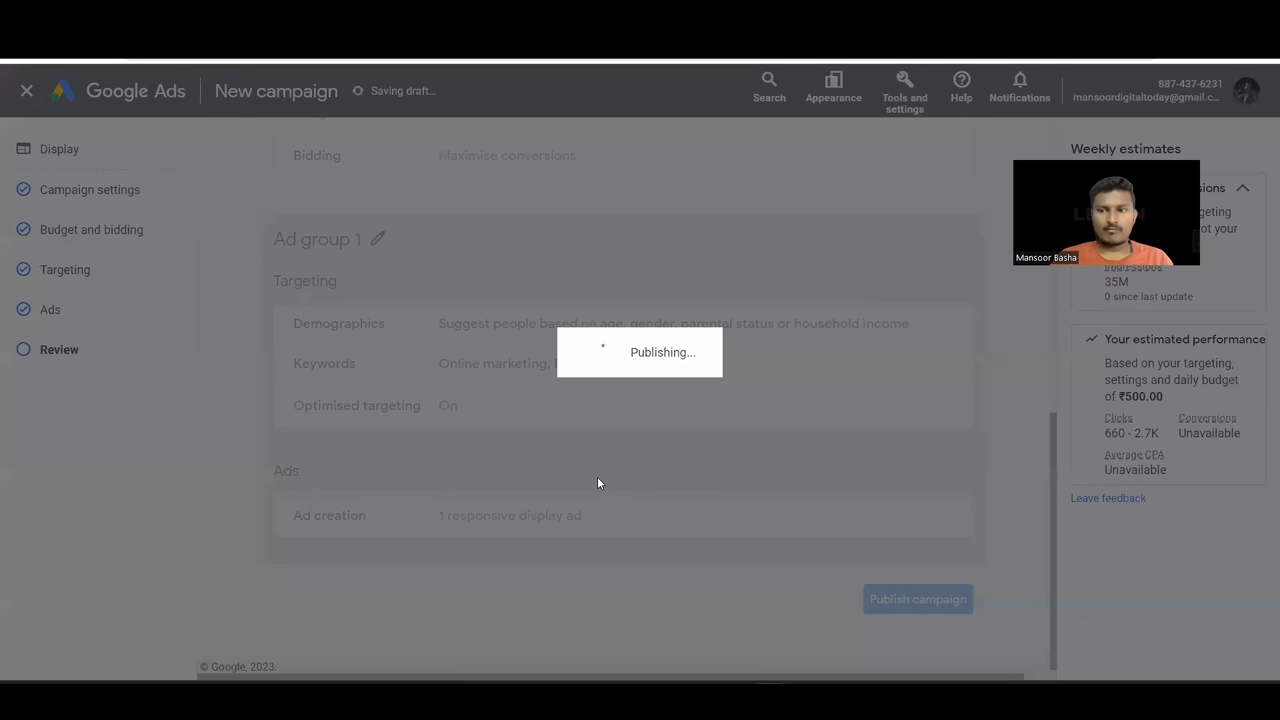 Google Ads
New campaign
Saving draft...
Search
Appearance
Tools and
settings
Help
Notifications
887-437-6231
mansoordigitaltoday@gmail.c...
Display
Campaign settings
Budget and bidding
Targeting
Ads
Review
Bidding
Maximise conversions
Ad group 1
Targeting
Demographics
Suggest people based on age, gender, parental status or household income
Keywords
Online marketing,
Optimised targeting
On
Ads
Ad creation
1 responsive display ad
Publishing...
Publish campaign
© Google, 2023.
Weekly estimates
Mansoor Basha
35M
0 since last update
Your estimated performance
Based on your targeting,
settings and daily budget
of ₹500.00
Clicks
Conversions
660 - 2.7K
Unavailable
Average CPA
Unavailable
Leave feedback